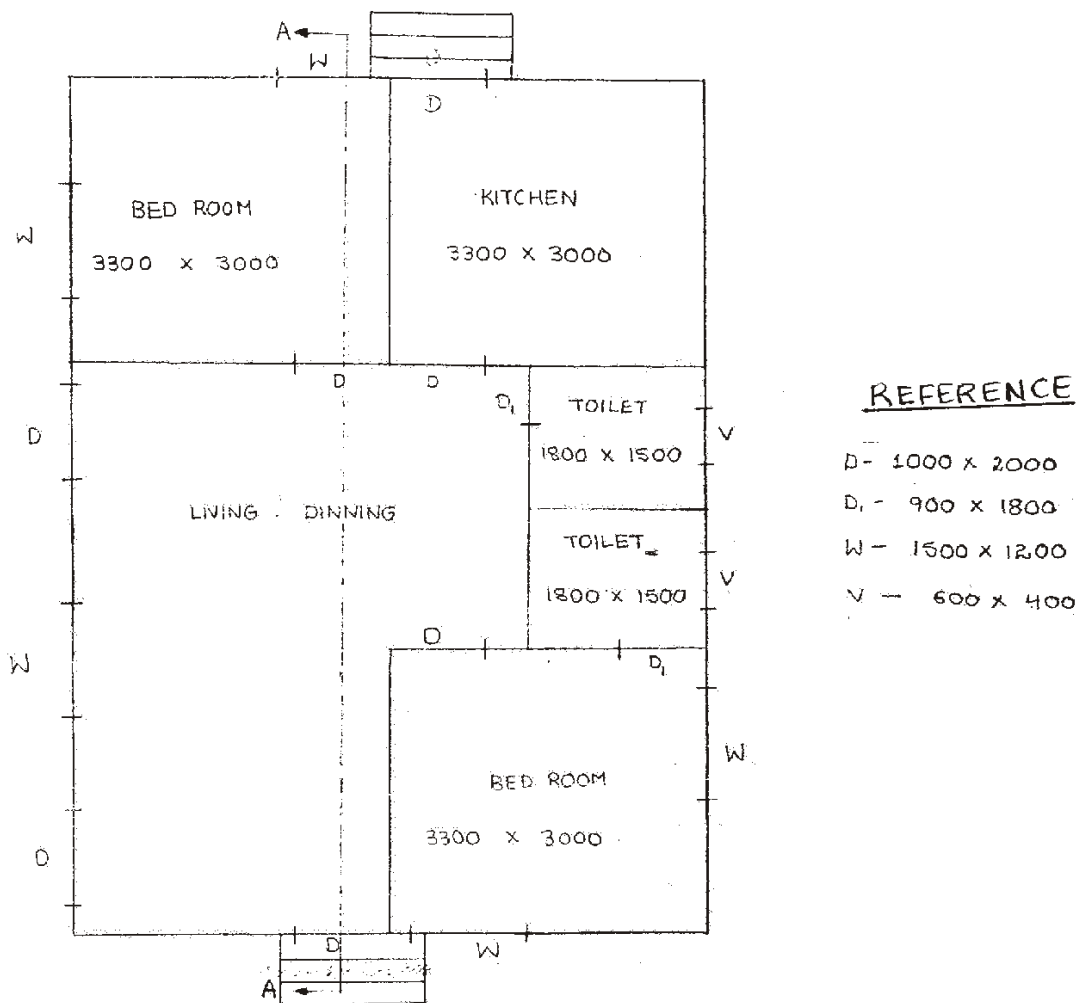 A
W
D
BED ROOM
3300 x 3000
KITCHEN
3300 x 3000
W
D
D
D₁
TOILET
1800 x 1500
V
D
LIVING . DINNING
TOILET
1800 x 1500
V
D
D₁
W
BED ROOM
3300 x 3000
W
D
D
W
A
REFERENCE
D- 1000 x 2000
D₁ - 900 x 1800
W - 1500 x 1200
V - 600 x 400